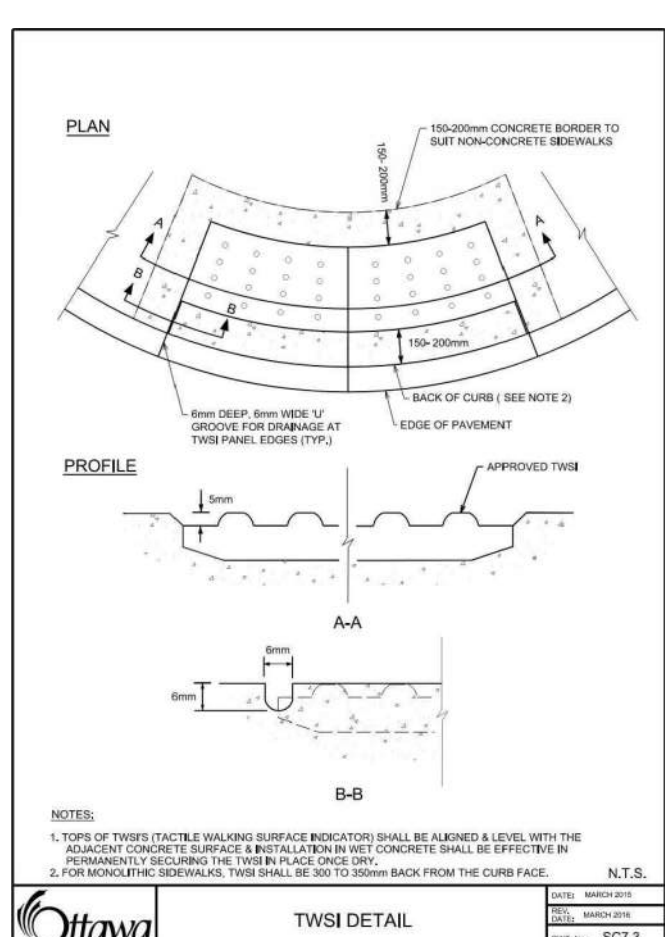 PLAN
150-200mm CONCRETE BORDER TO
SUIT NON-CONCRETE SIDEWALKS
150- 200mm
A
A
B
B
150- 200mm
BACK OF CURB ( SEE NOTE 2)
EDGE OF PAVEMENT
6mm DEEP, 6mm WIDE 'U'
GROOVE FOR DRAINAGE AT
TWSI PANEL EDGES (TYP.)
PROFILE
APPROVED TWSI
5mm
A-A
6mm
6mm
B-B
NOTES:
1. TOPS OF TWSI'S (TACTILE WALKING SURFACE INDICATOR) SHALL BE ALIGNED & LEVEL WITH THE
ADJACENT CONCRETE SURFACE & INSTALLATION IN WET CONCRETE SHALL BE EFFECTIVE IN
PERMANENTLY SECURING THE TWSI IN PLACE ONCE DRY.
2. FOR MONOLITHIC SIDEWALKS, TWSI SHALL BE 300 TO 350mm BACK FROM THE CURB FACE.
N.T.S.
Ottawa
TWSI DETAIL
DATE: MARCH 2015
REV.
DATE: MARCH 2016
SC7.3